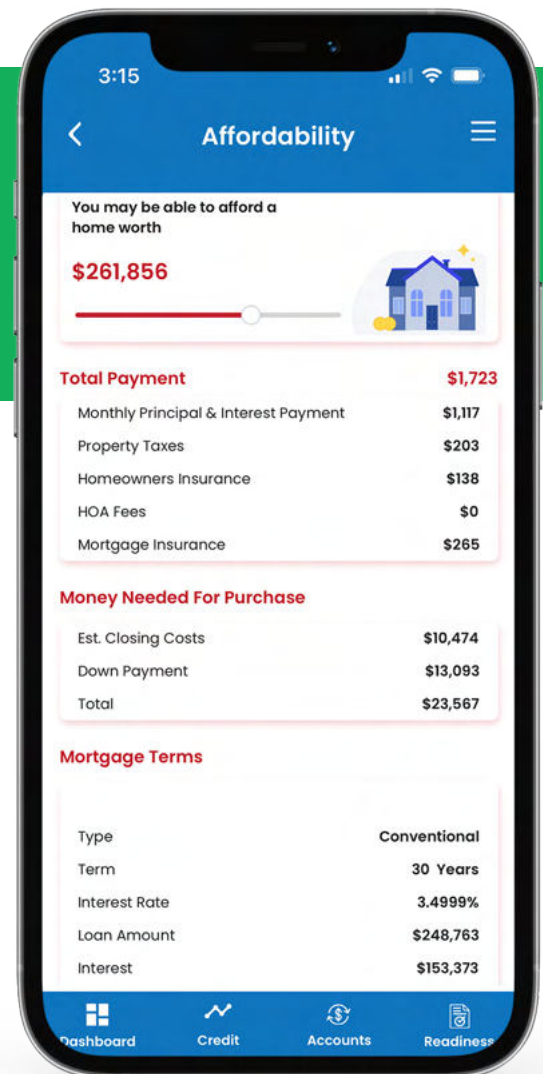 3:15
Affordability
You may be able to afford a
home worth
$261,856
Total Payment $1,723
Monthly Principal & Interest Payment $1,117
Property Taxes $203
Homeowners Insurance $138
HOA Fees $0
Mortgage Insurance $265
Money Needed For Purchase
Est. Closing Costs $10,474
Down Payment $13,093
Total $23,567
Mortgage Terms
Type Conventional
Term 30 Years
Interest Rate 3.4999%
Loan Amount $248,763
Interest $153,373
Dashboard Credit Accounts Readiness